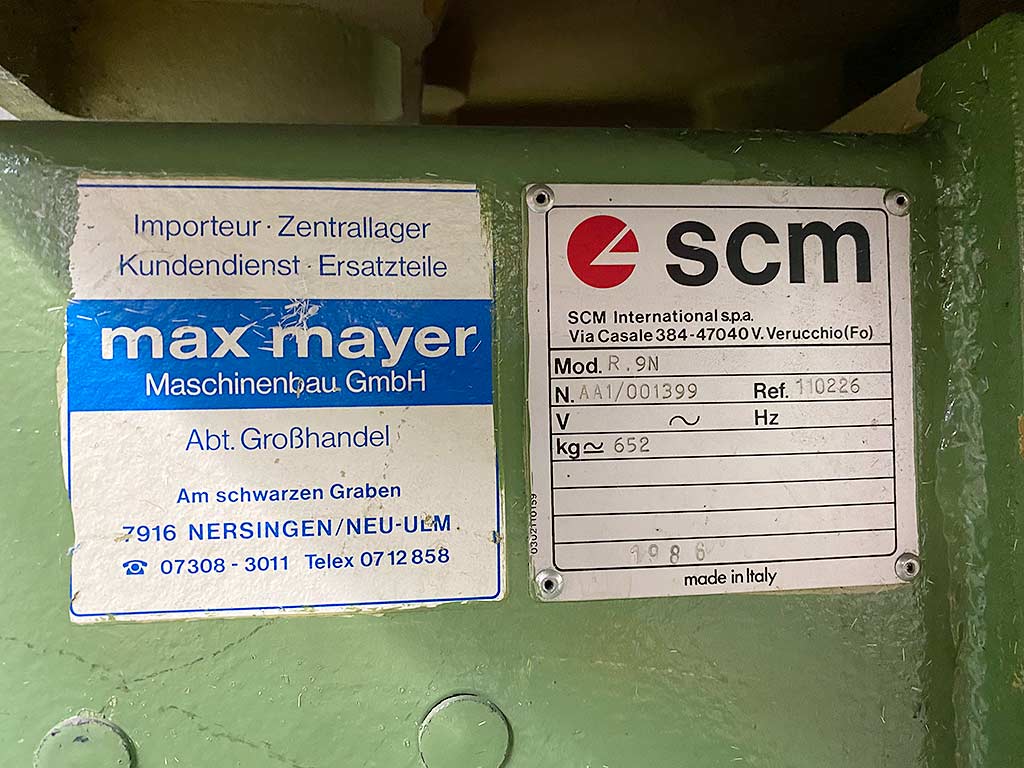 Importeur · Zentrallager
Kundendienst · Ersatzteile
max mayer
Maschinenbau GmbH
Abt. Großhandel
Am schwarzen Graben
7916 NERSINGEN/NEU-ULM
☎ 07308 - 3011 Telex 0712858
scm
SCM International s.p.a.
Via Casale 384-47040 V. Verucchio (Fo)
Mod. R.9N
N. AA1/001399 Ref. 110226
V ~ Hz
kg≃ 652
0302110159
1986
made in Italy